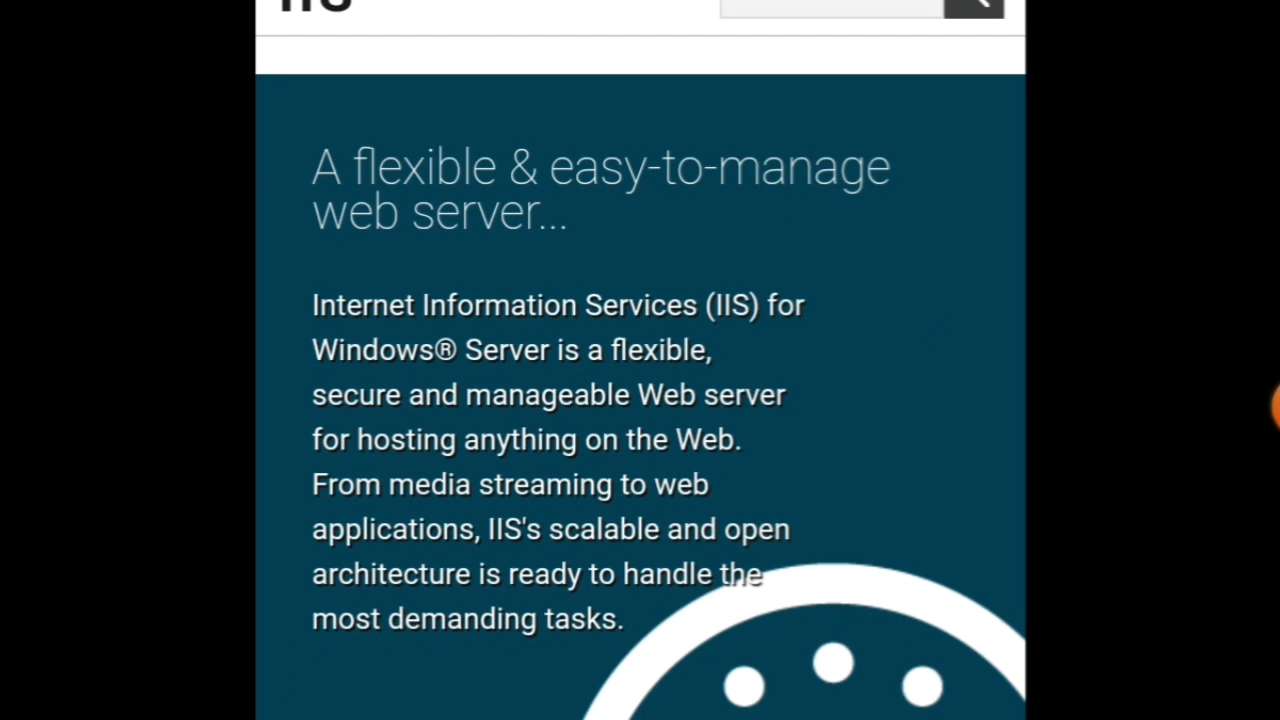 IIS
A flexible & easy-to-manage
web server...
Internet Information Services (IIS) for
Windows® Server is a flexible,
secure and manageable Web server
for hosting anything on the Web.
From media streaming to web
applications, IIS's scalable and open
architecture is ready to handle the
most demanding tasks.